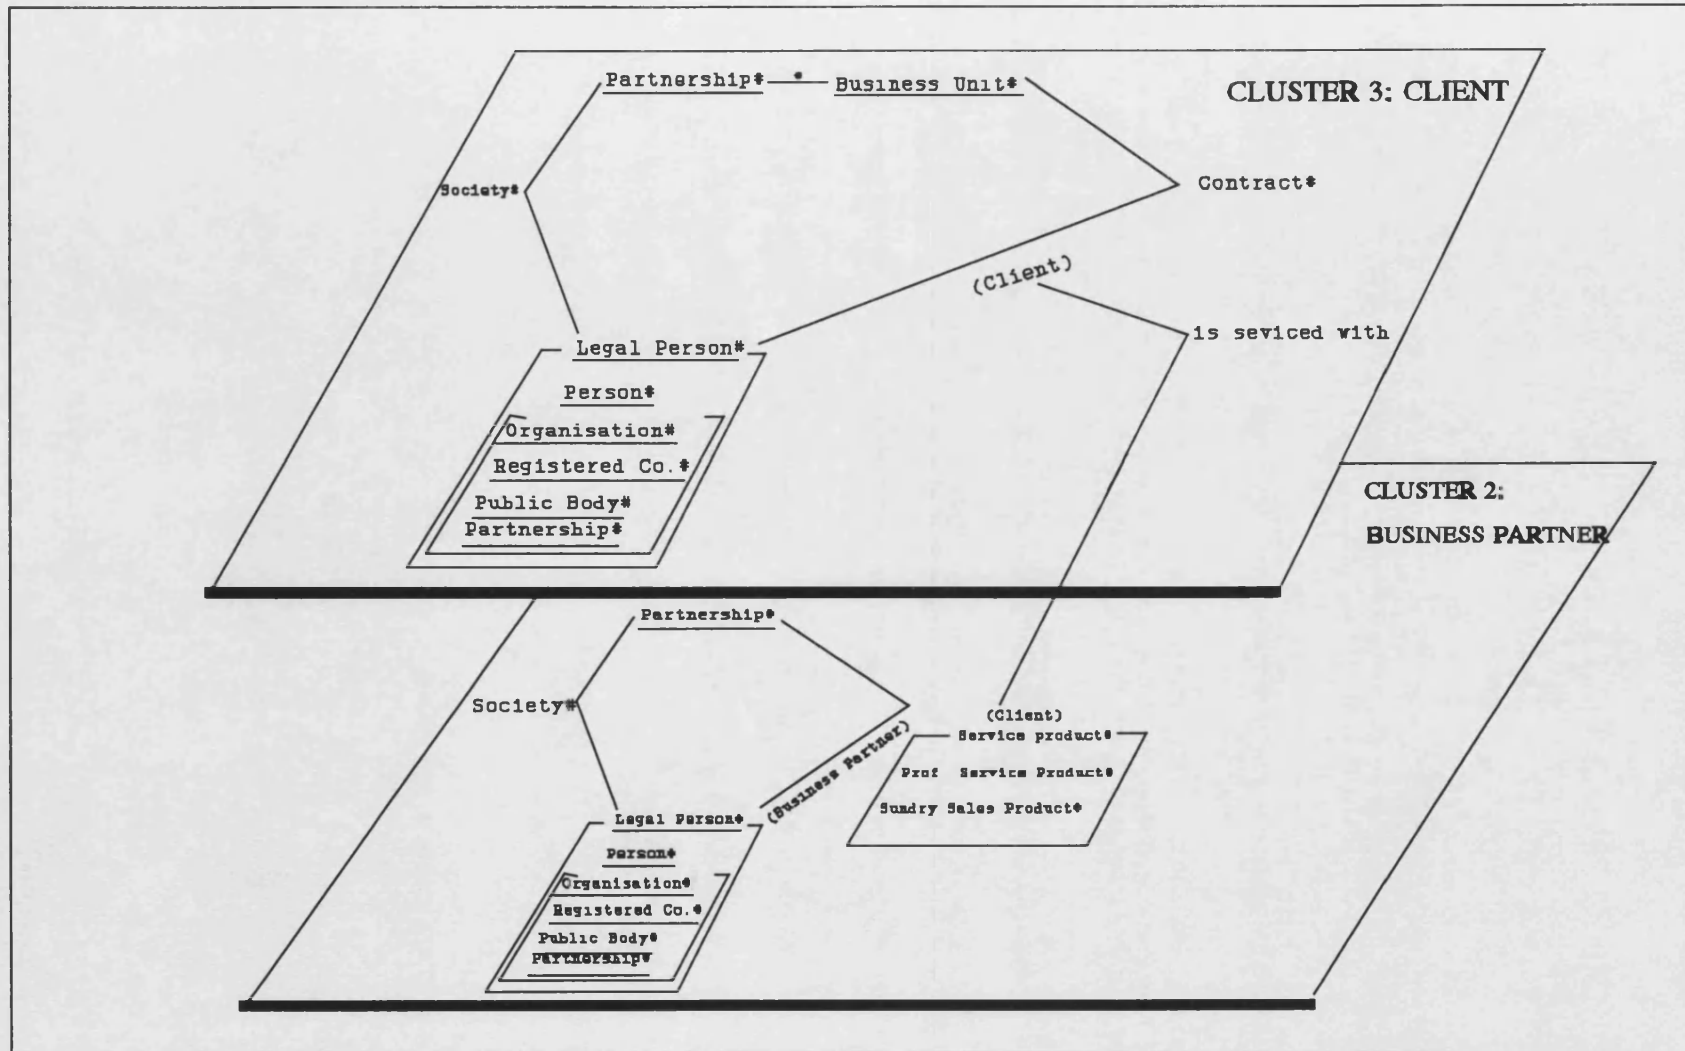 Partnership# • Business Unit#
CLUSTER 3: CLIENT
Society#
Contract#
(Client)
is seviced with
Legal Person#
Person#
Organisation#
Registered Co.#
Public Body#
Partnership#
CLUSTER 2:
BUSINESS PARTNER
Partnership#
Society#
(Business Partner)
(Client)
Service product#
Prof Service Product#
Sundry Sales Product#
Legal Person#
Person#
Organisation#
Registered Co.#
Public Body#
Partnership#